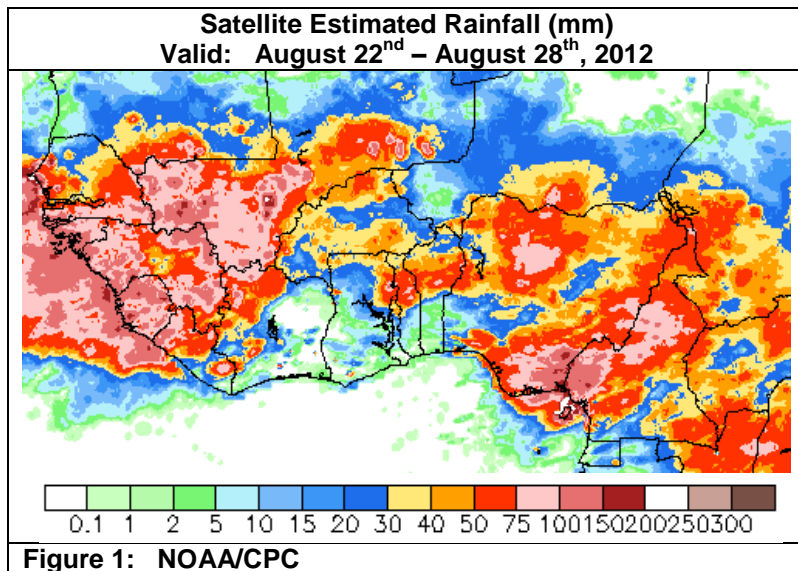 Satellite Estimated Rainfall (mm)
Valid: August 22nd – August 28th, 2012
0.1 1 2 5 10 15 20 30 40 50 75 100 150 200 250 300
Figure 1: NOAA/CPC